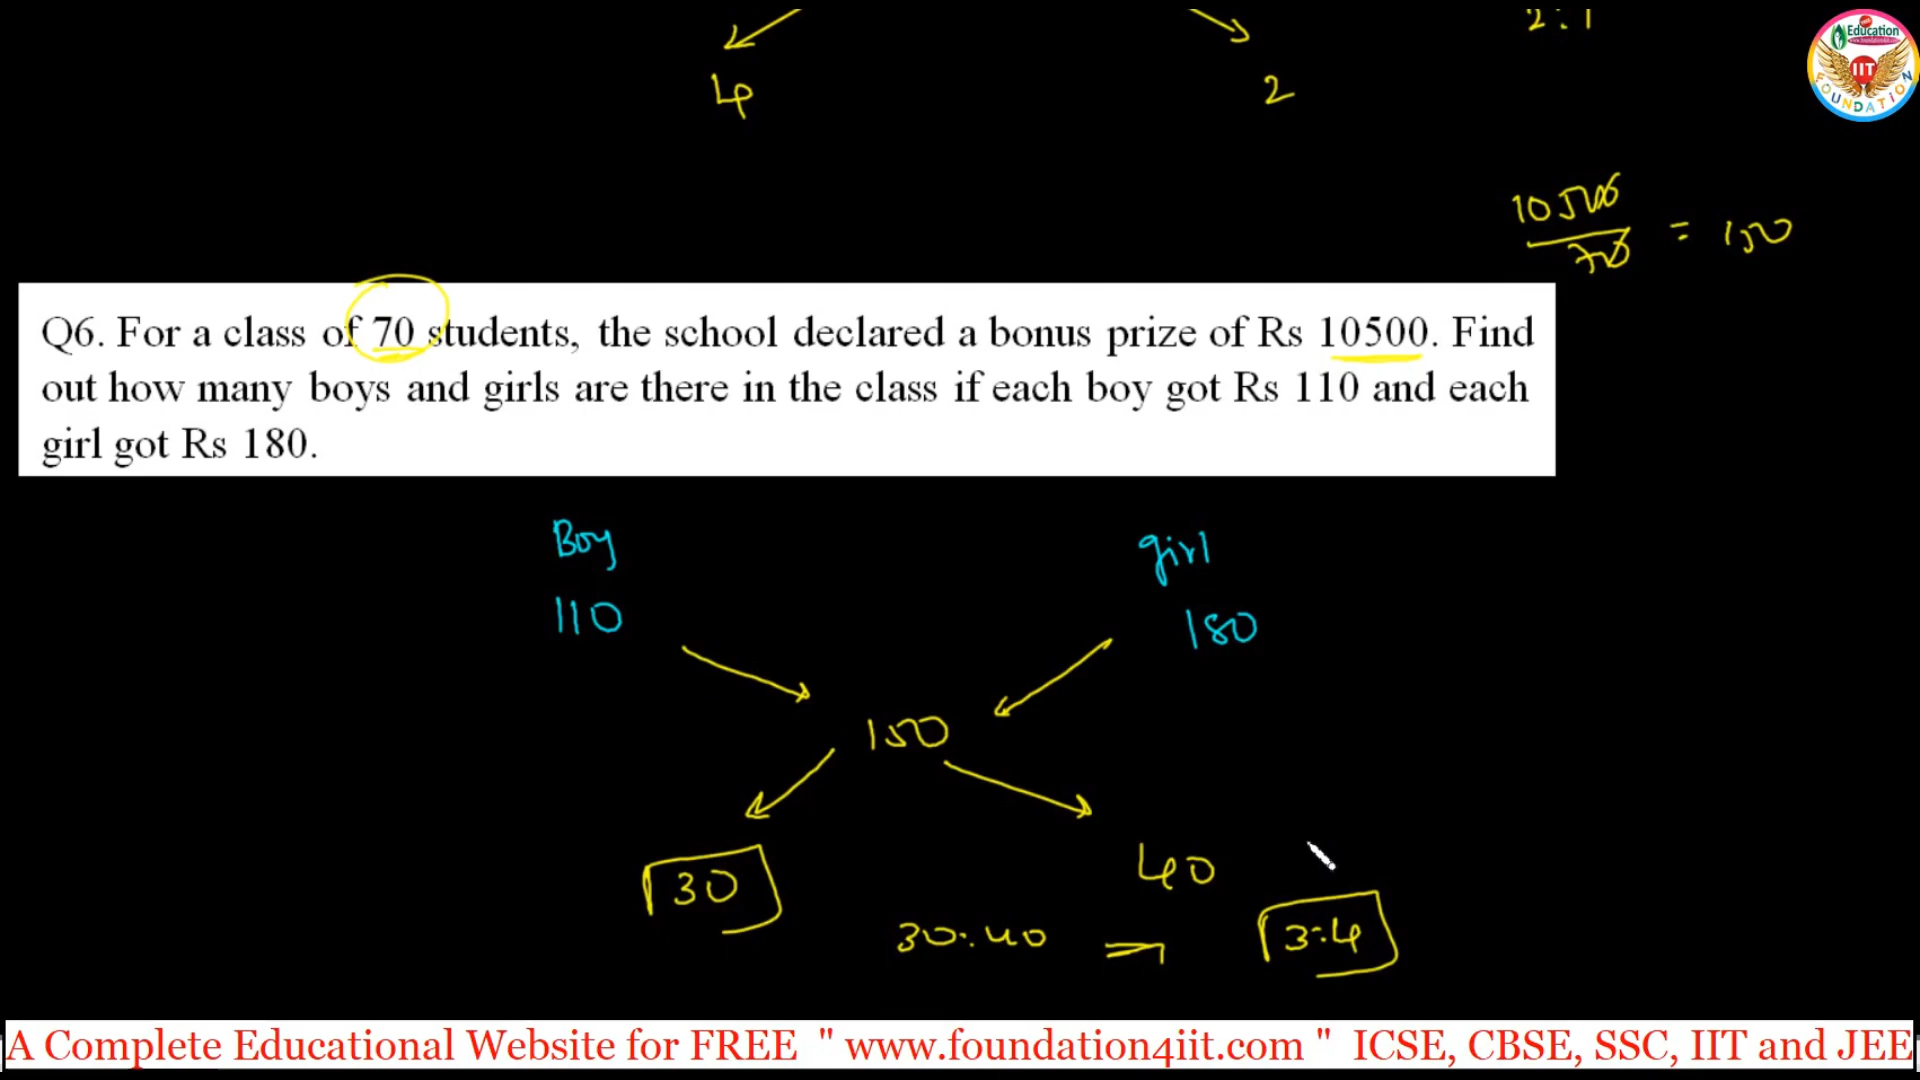 2:1
Education
IIT
FOUNDATION
4
2
10500
70
= 150
Q6. For a class of 70 students, the school declared a bonus prize of Rs 10500. Find
out how many boys and girls are there in the class if each boy got Rs 110 and each
girl got Rs 180.
Boy
girl
110
180
150
30
40
30:40
3:4
A Complete Educational Website for FREE " www.foundation4iit.com " ICSE, CBSE, SSC, IIT and JEE